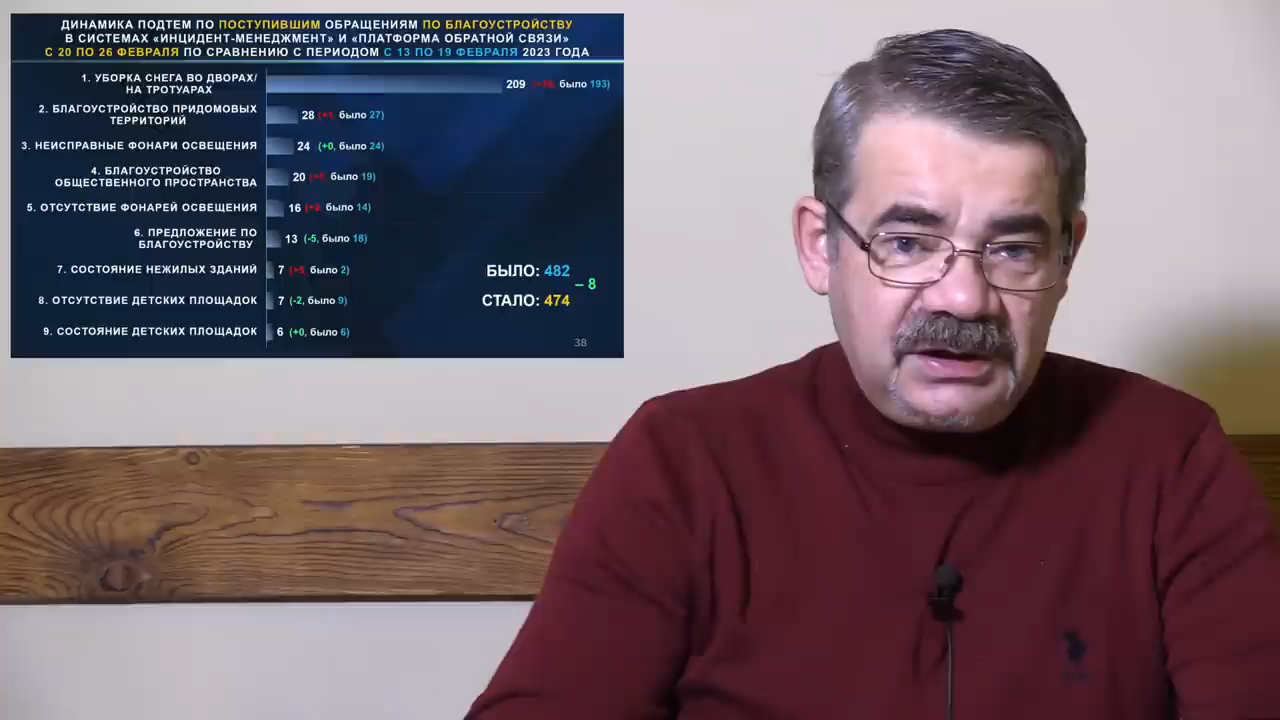 ДИНАМИКА ПОДТЕМ ПО ПОСТУПИВШИМ ОБРАЩЕНИЯМ ПО БЛАГОУСТРОЙСТВУ
В СИСТЕМАХ «ИНЦИДЕНТ-МЕНЕДЖМЕНТ» И «ПЛАТФОРМА ОБРАТНОЙ СВЯЗИ»
С 20 ПО 26 ФЕВРАЛЯ ПО СРАВНЕНИЮ С ПЕРИОДОМ С 13 ПО 19 ФЕВРАЛЯ 2023 ГОДА
1. УБОРКА СНЕГА ВО ДВОРАХ/
НА ТРОТУАРАХ
209 (+16, было 193)
2. БЛАГОУСТРОЙСТВО ПРИДОМОВЫХ
ТЕРРИТОРИЙ
28 (+1, было 27)
3. НЕИСПРАВНЫЕ ФОНАРИ ОСВЕЩЕНИЯ 24 (+0, было 24)
4. БЛАГОУСТРОЙСТВО
ОБЩЕСТВЕННОГО ПРОСТРАНСТВА
20 (+1, было 19)
5. ОТСУТСТВИЕ ФОНАРЕЙ ОСВЕЩЕНИЯ 16 (+2, было 14)
6. ПРЕДЛОЖЕНИЕ ПО
БЛАГОУСТРОЙСТВУ
13 (-5, было 18)
7. СОСТОЯНИЕ НЕЖИЛЫХ ЗДАНИЙ 7 (+5, было 2)
8. ОТСУТСТВИЕ ДЕТСКИХ ПЛОЩАДОК 7 (-2, было 9)
9. СОСТОЯНИЕ ДЕТСКИХ ПЛОЩАДОК 6 (+0, было 6)
БЫЛО: 482
– 8
СТАЛО: 474
38